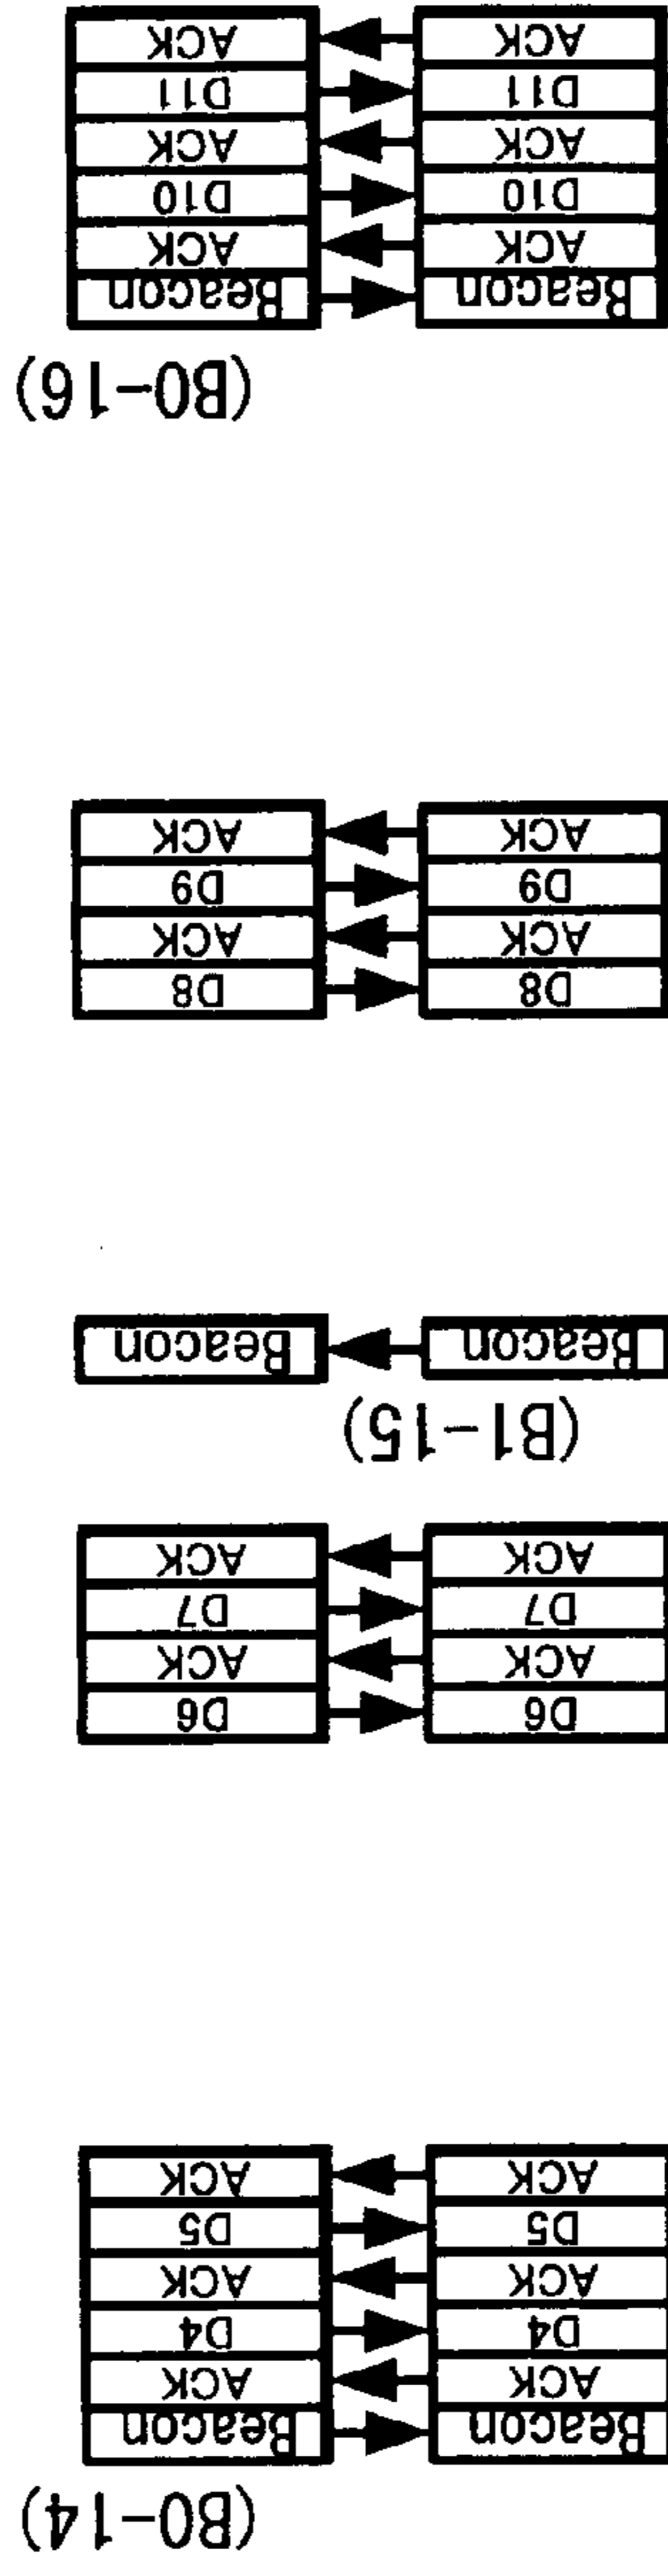 (B0-14)
Beacon Beacon
ACK ACK
D4 D4
ACK ACK
D5 D5
ACK ACK
D6 D6
ACK ACK
D7 D7
ACK ACK
(B1-15)
Beacon Beacon
D8 D8
ACK ACK
D9 D9
ACK ACK
(B0-16)
Beacon Beacon
ACK ACK
D10 D10
ACK ACK
D11 D11
ACK ACK